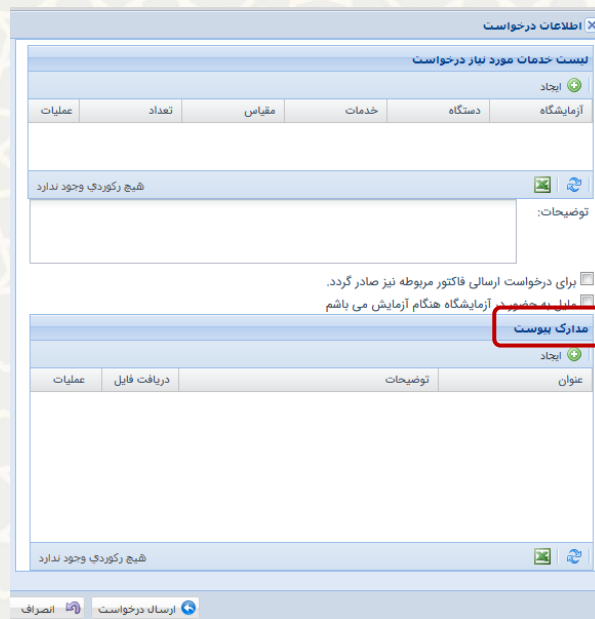 اطلاعات درخواست
لیست خدمات مورد نیاز درخواست
ایجاد
آزمایشگاه دستگاه خدمات مقیاس تعداد عملیات
هیچ رکوردي وجود ندارد
توضیحات:
برای درخواست ارسالی فاکتور مربوطه نیز صادر گردد.
مایل به حضور در آزمایشگاه هنگام آزمایش می باشم
مدارک پیوست
ایجاد
عنوان توضیحات دریافت فایل عملیات
هیچ رکوردي وجود ندارد
ارسال درخواست انصراف